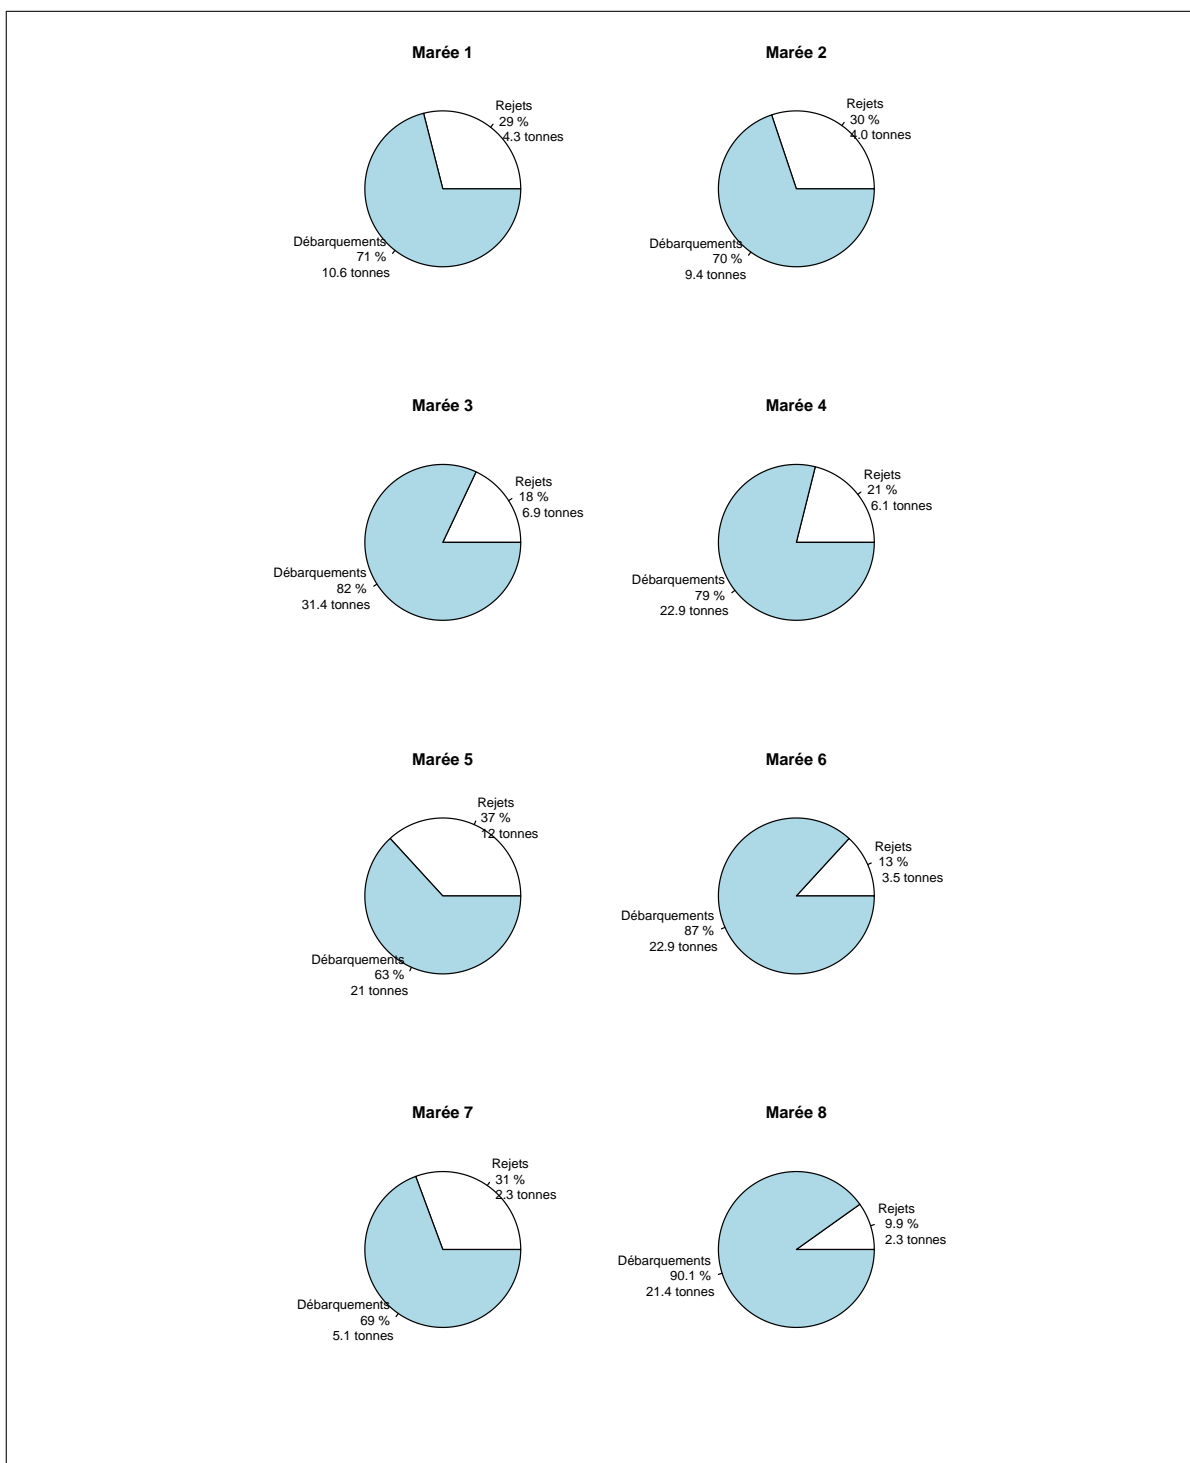 Marée 1
Rejets
29 %
4.3 tonnes
Débarquements
71 %
10.6 tonnes
Marée 2
Rejets
30 %
4.0 tonnes
Débarquements
70 %
9.4 tonnes
Marée 3
Rejets
18 %
6.9 tonnes
Débarquements
82 %
31.4 tonnes
Marée 4
Rejets
21 %
6.1 tonnes
Débarquements
79 %
22.9 tonnes
Marée 5
Rejets
37 %
12 tonnes
Débarquements
63 %
21 tonnes
Marée 6
Rejets
13 %
3.5 tonnes
Débarquements
87 %
22.9 tonnes
Marée 7
Rejets
31 %
2.3 tonnes
Débarquements
69 %
5.1 tonnes
Marée 8
Rejets
9.9 %
2.3 tonnes
Débarquements
90.1 %
21.4 tonnes